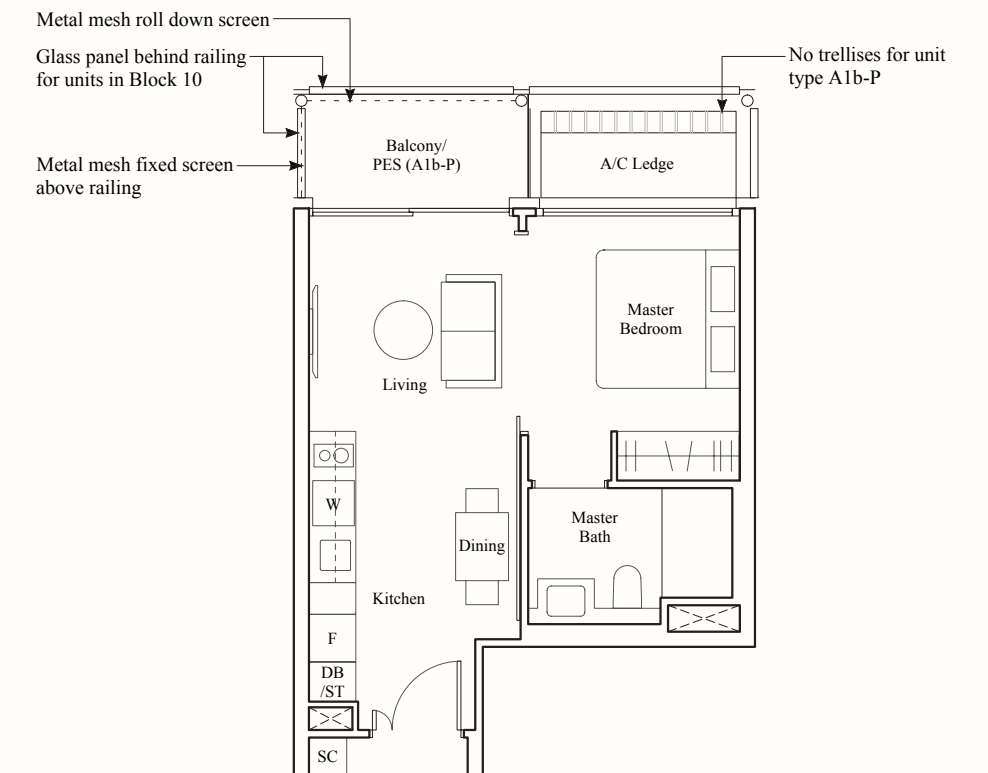 Metal mesh roll down screen
Glass panel behind railing
for units in Block 10
No trellises for unit
type A1b-P
Metal mesh fixed screen
above railing
Balcony/
PES (A1b-P)
A/C Ledge
Master
Bedroom
Living
W
Master
Bath
Dining
Kitchen
F
DB
/ST
SC